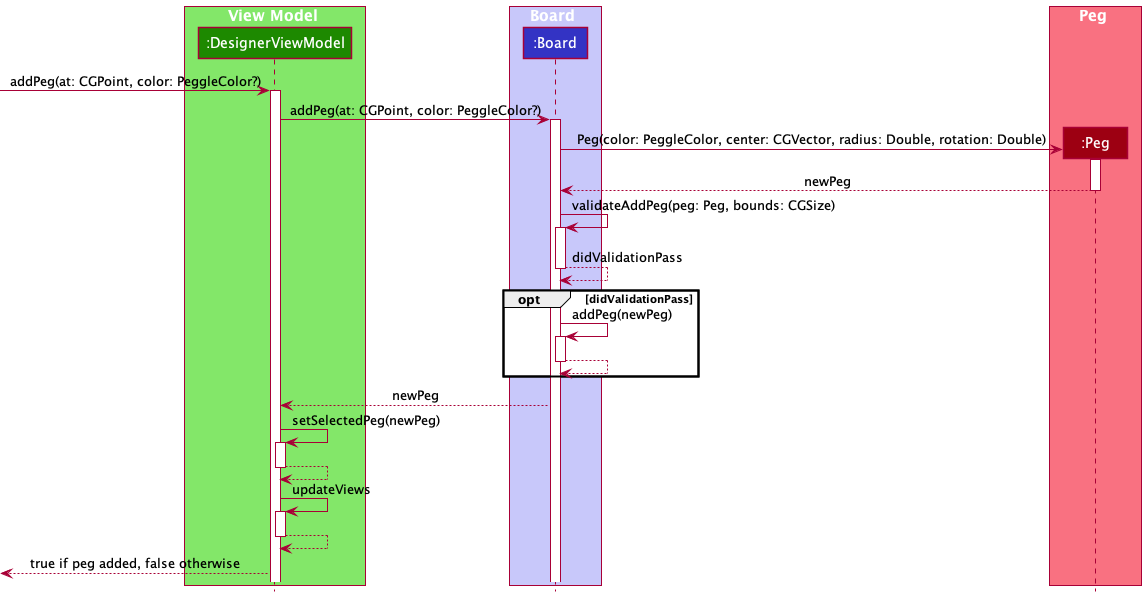 View Model
Board
Peg
:DesignerViewModel
:Board
addPeg(at: CGPoint, color: PeggleColor?)
addPeg(at: CGPoint, color: PeggleColor?)
Peg(color: PeggleColor, center: CGVector, radius: Double, rotation: Double)
:Peg
newPeg
validateAddPeg(peg: Peg, bounds: CGSize)
didValidationPass
opt
[didValidationPass]
addPeg(newPeg)
newPeg
setSelectedPeg(newPeg)
updateViews
true if peg added, false otherwise